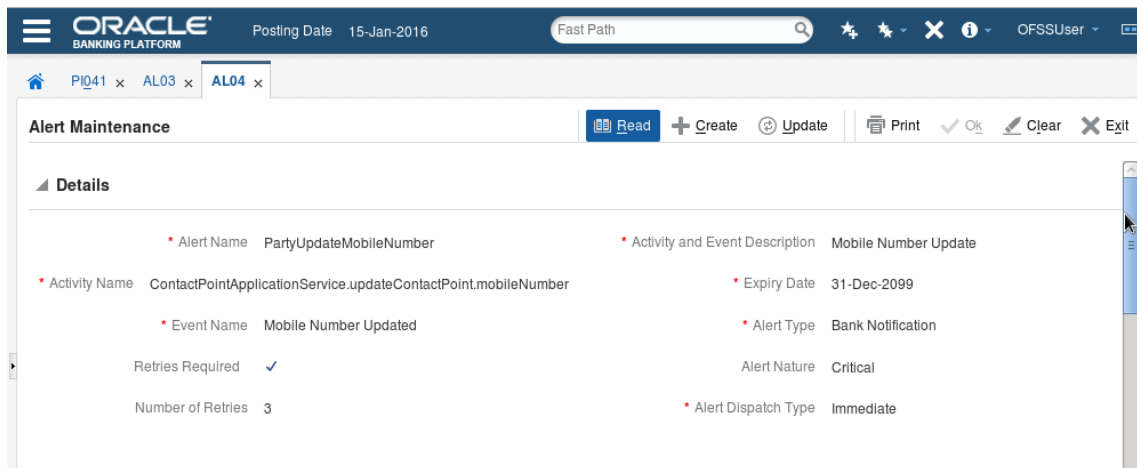 ORACLE
BANKING PLATFORM
Posting Date 15-Jan-2016
Fast Path
OFSSUser
PI041 x AL03 x AL04 x
Alert Maintenance
Read Create Update Print Ok Clear Exit
Details
* Alert Name PartyUpdateMobileNumber * Activity and Event Description Mobile Number Update
* Activity Name ContactPointApplicationService.updateContactPoint.mobileNumber * Expiry Date 31-Dec-2099
* Event Name Mobile Number Updated * Alert Type Bank Notification
Retries Required ✓ Alert Nature Critical
Number of Retries 3 * Alert Dispatch Type Immediate